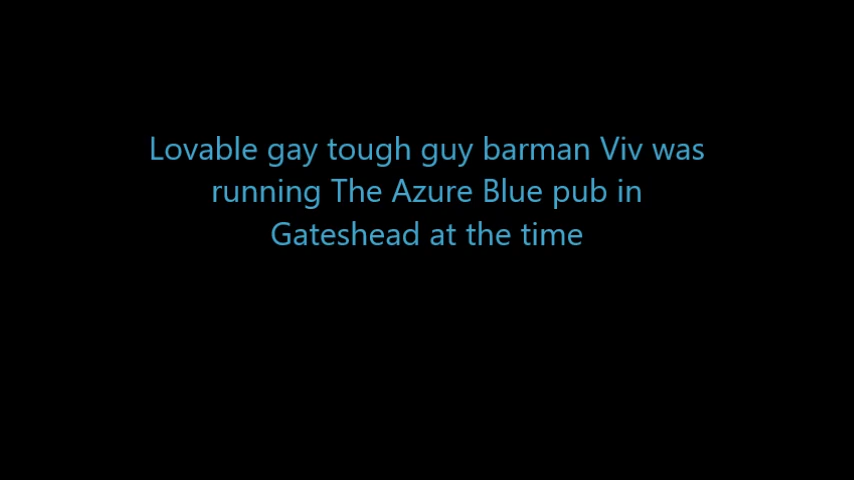 Lovable gay tough guy barman Viv was
running The Azure Blue pub in
Gateshead at the time